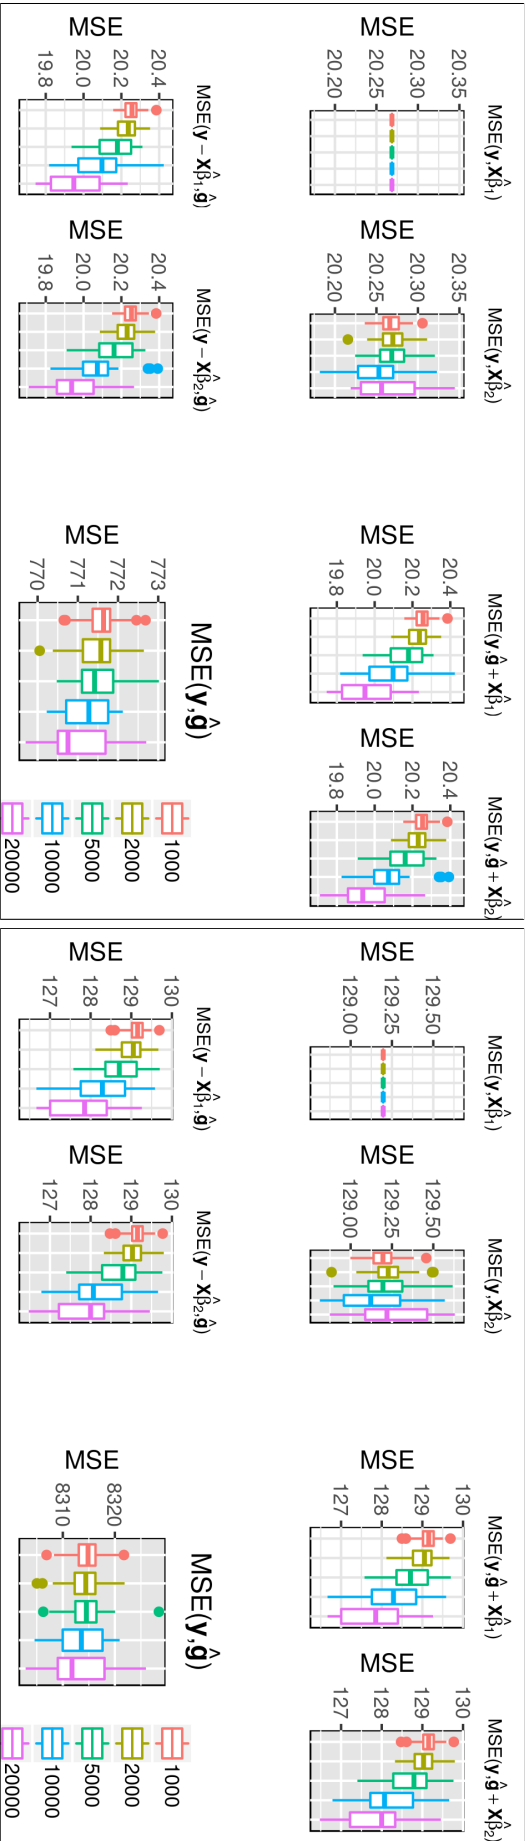 MSE(y,Xβ̂₁)
MSE
20.35
20.30
20.25
20.20
MSE(y,Xβ̂₂)
MSE
20.35
20.30
20.25
20.20
MSE(y,ĝ + Xβ̂₁)
MSE
20.4
20.2
20.0
19.8
MSE(y,ĝ + Xβ̂₂)
MSE
20.4
20.2
20.0
19.8
MSE(y − Xβ̂₁,ĝ)
MSE
20.4
20.2
20.0
19.8
MSE(y − Xβ̂₂,ĝ)
MSE
20.4
20.2
20.0
19.8
MSE(y,ĝ)
MSE
773
772
771
770
1000
2000
5000
10000
20000
MSE(y,Xβ̂₁)
MSE
129.50
129.25
129.00
MSE(y,Xβ̂₂)
MSE
129.50
129.25
129.00
MSE(y,ĝ + Xβ̂₁)
MSE
130
129
128
127
MSE(y,ĝ + Xβ̂₂)
MSE
130
129
128
127
MSE(y − Xβ̂₁,ĝ)
MSE
130
129
128
127
MSE(y − Xβ̂₂,ĝ)
MSE
130
129
128
127
MSE(y,ĝ)
MSE
8320
8310
1000
2000
5000
10000
20000